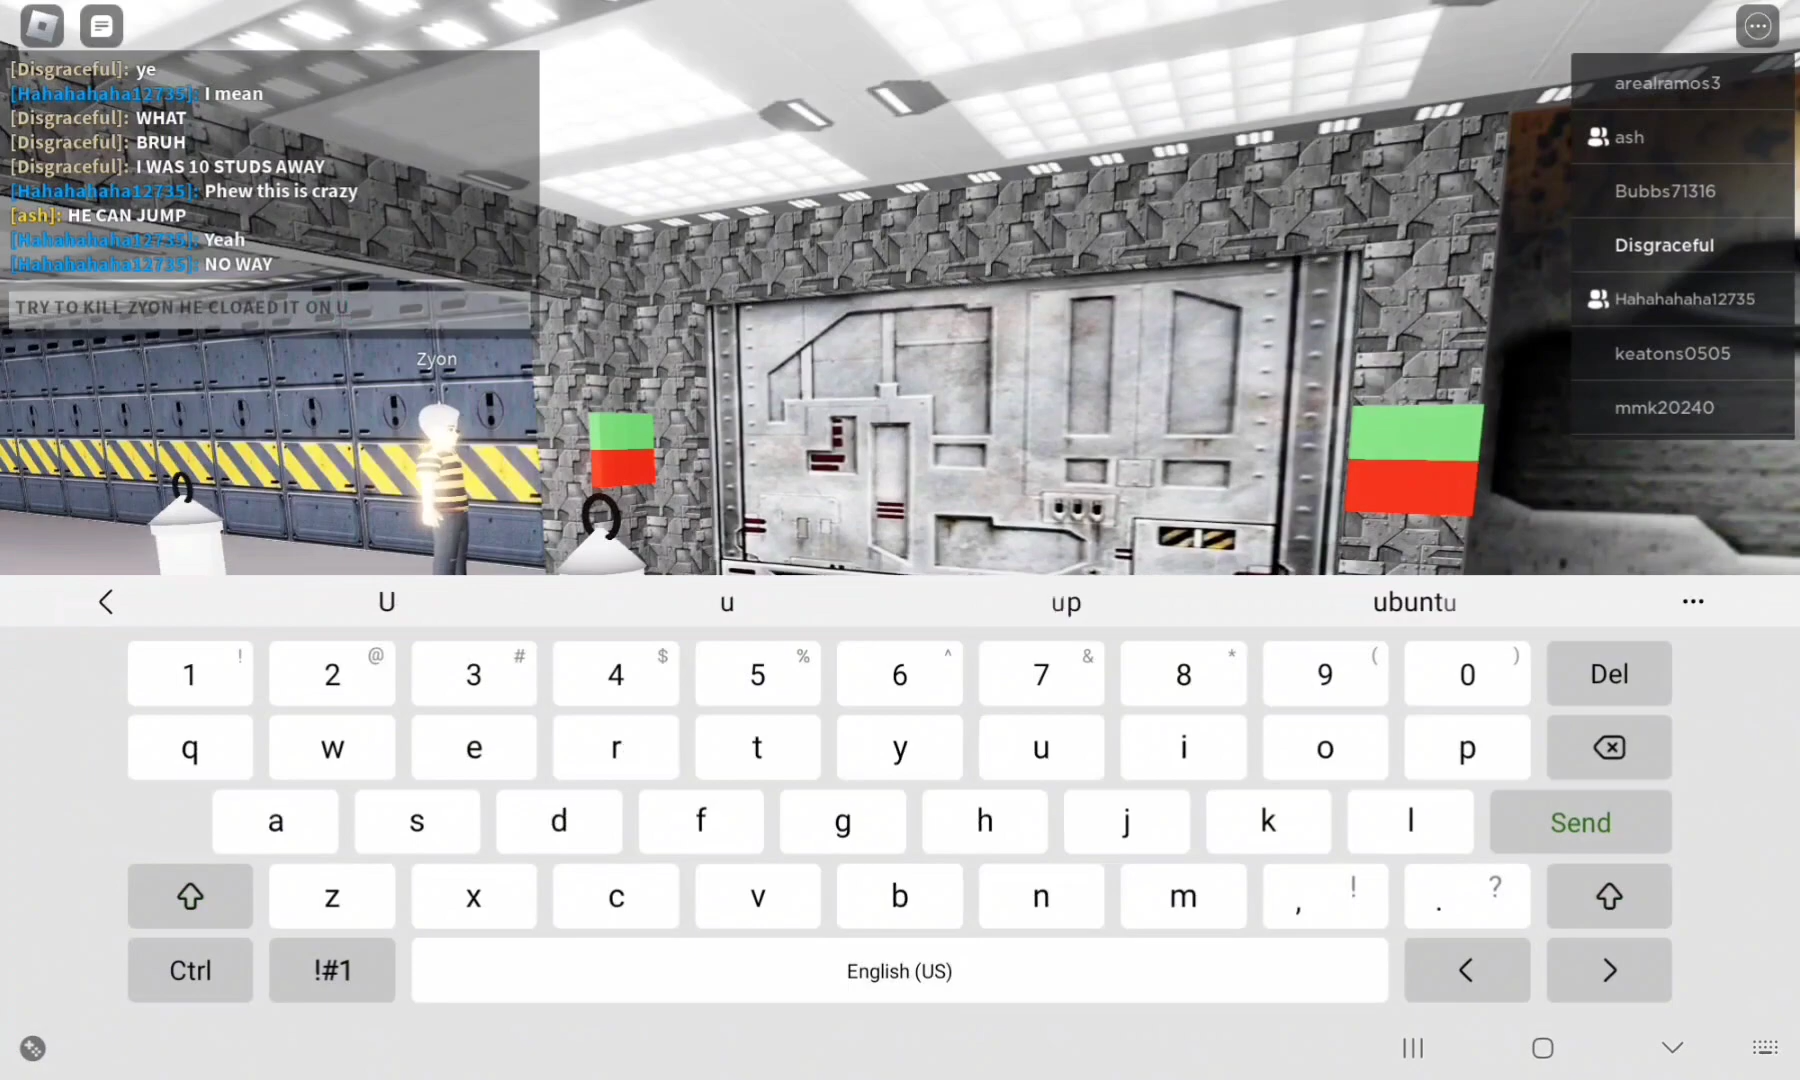 [Disgraceful]: ye
[Hahahahaha12735]: I mean
[Disgraceful]: WHAT
[Disgraceful]: BRUH
[Disgraceful]: I WAS 10 STUDS AWAY
[Hahahahaha12735]: Phew this is crazy
[ash]: HE CAN JUMP
[Hahahahaha12735]: Yeah
[Hahahahaha12735]: NO WAY
TRY TO KILL ZYON HE CLOAED IT ON U
Zyon
arealramos3
ash
Bubbs71316
Disgraceful
Hahahahaha12735
keatons0505
mmk20240
U u up ubuntu
1 ! 2 @ 3 # 4 $ 5 % 6 ^ 7 & 8 * 9 ( 0 ) Del
q w e r t y u i o p
a s d f g h j k l Send
z x c v b n m , ! . ?
Ctrl !#1 English (US) < >